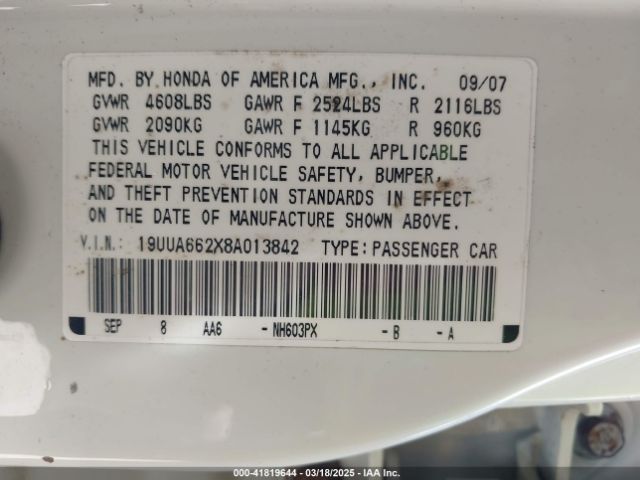 MFD. BY HONDA OF AMERICA MFG., INC. 09/07
GVWR 4608LBS GAWR F 2524LBS R 2116LBS
GVWR 2090KG GAWR F 1145KG R 960KG
THIS VEHICLE CONFORMS TO ALL APPLICABLE
FEDERAL MOTOR VEHICLE SAFETY, BUMPER,
AND THEFT PREVENTION STANDARDS IN EFFECT
ON THE DATE OF MANUFACTURE SHOWN ABOVE.
V.I.N.: 19UUA662X8A013842 TYPE:PASSENGER CAR
SEP 8 AA6 -NH603PX -B -A
000-41819644 | 03/18/2025 | IAA Inc.